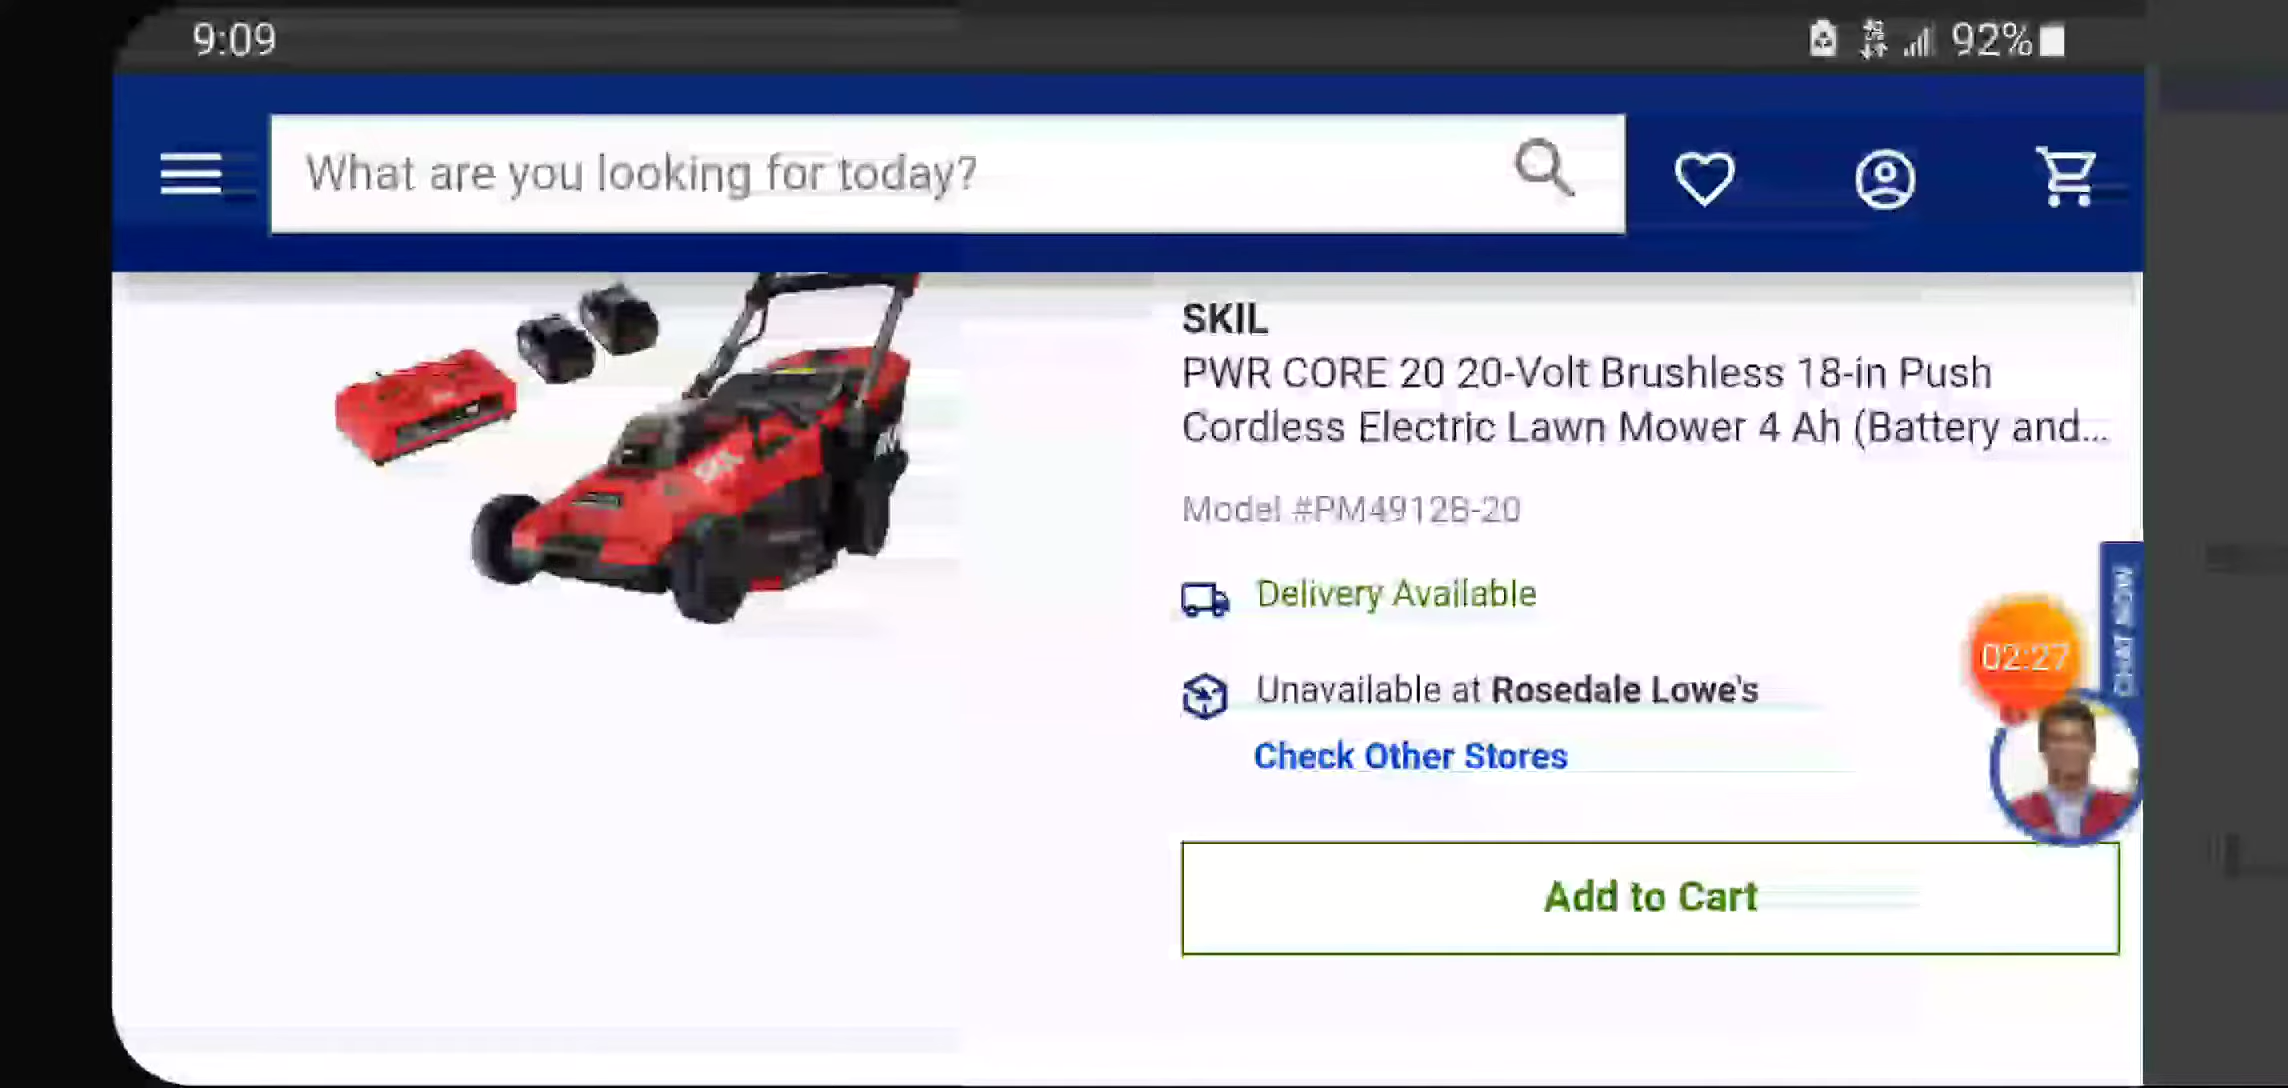 9:09
92%
What are you looking for today?
SKIL
PWR CORE 20 20-Volt Brushless 18-in Push
Cordless Electric Lawn Mower 4 Ah (Battery and...
Model #PM4912B-20
Delivery Available
Unavailable at Rosedale Lowe's
Check Other Stores
02:27
CHAT NOW
Add to Cart